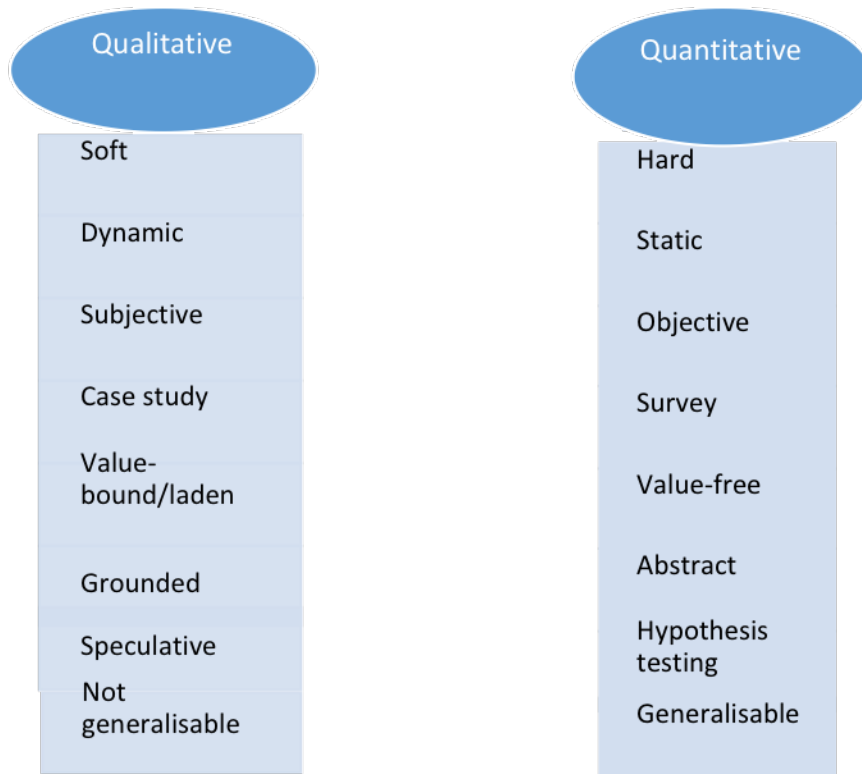 Qualitative
Soft
Dynamic
Subjective
Case study
Value-
bound/laden
Grounded
Speculative
Not
generalisable
Quantitative
Hard
Static
Objective
Survey
Value-free
Abstract
Hypothesis
testing
Generalisable